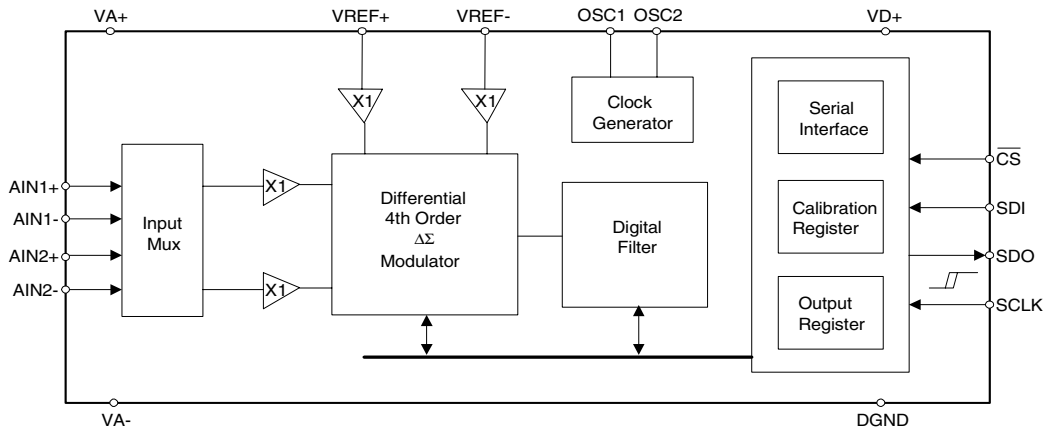 VA+
VREF+
VREF-
OSC1
OSC2
VD+
X1
X1
Clock
Generator
Serial
Interface
CS
AIN1+
AIN1-
AIN2+
AIN2-
Input
Mux
X1
X1
Differential
4th Order
ΔΣ
Modulator
Digital
Filter
Calibration
Register
SDI
SDO
Output
Register
SCLK
VA-
DGND